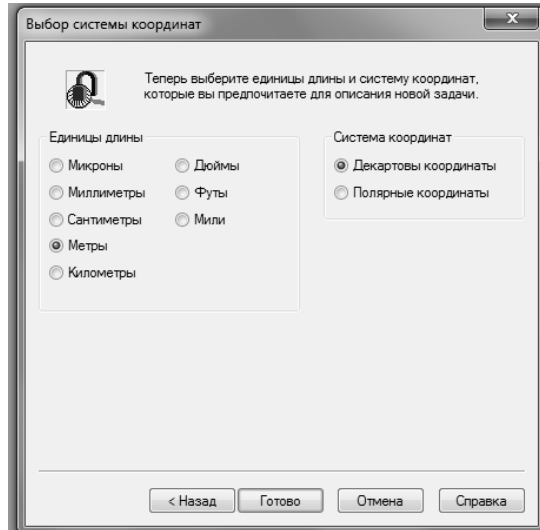 Выбор системы координат
x
Теперь выберите единицы длины и систему координат,
которые вы предпочитаете для описания новой задачи.
Единицы длины
Микроны
Миллиметры
Сантиметры
Метры
Километры
Дюймы
Футы
Мили
Система координат
Декартовы координаты
Полярные координаты
< Назад
Готово
Отмена
Справка